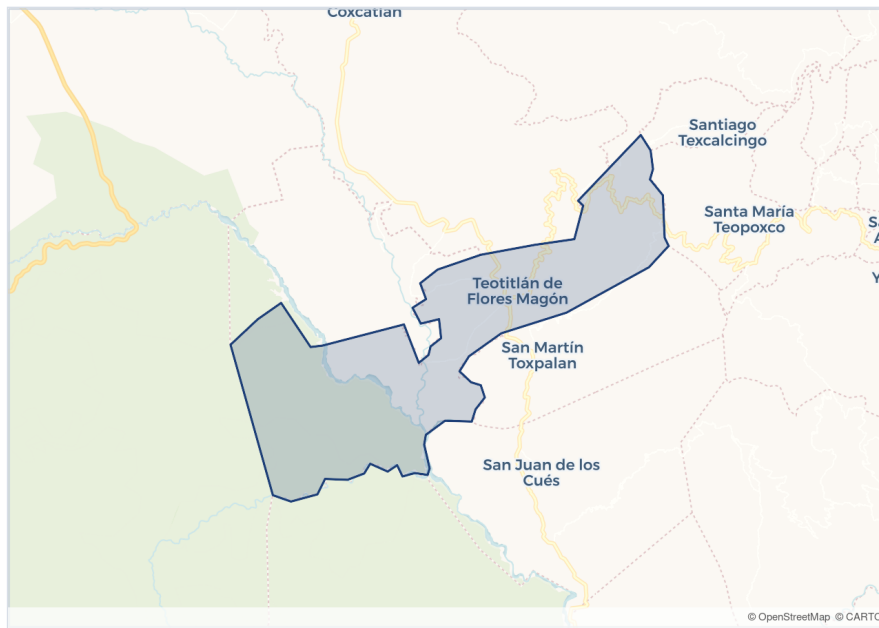 Coxcatlán
Santiago
Texcalcingo
Santa María
Teopoxco
Teotitlán de
Flores Magón
San Martín
Toxpalan
San Juan de los
Cués
© OpenStreetMap © CARTO